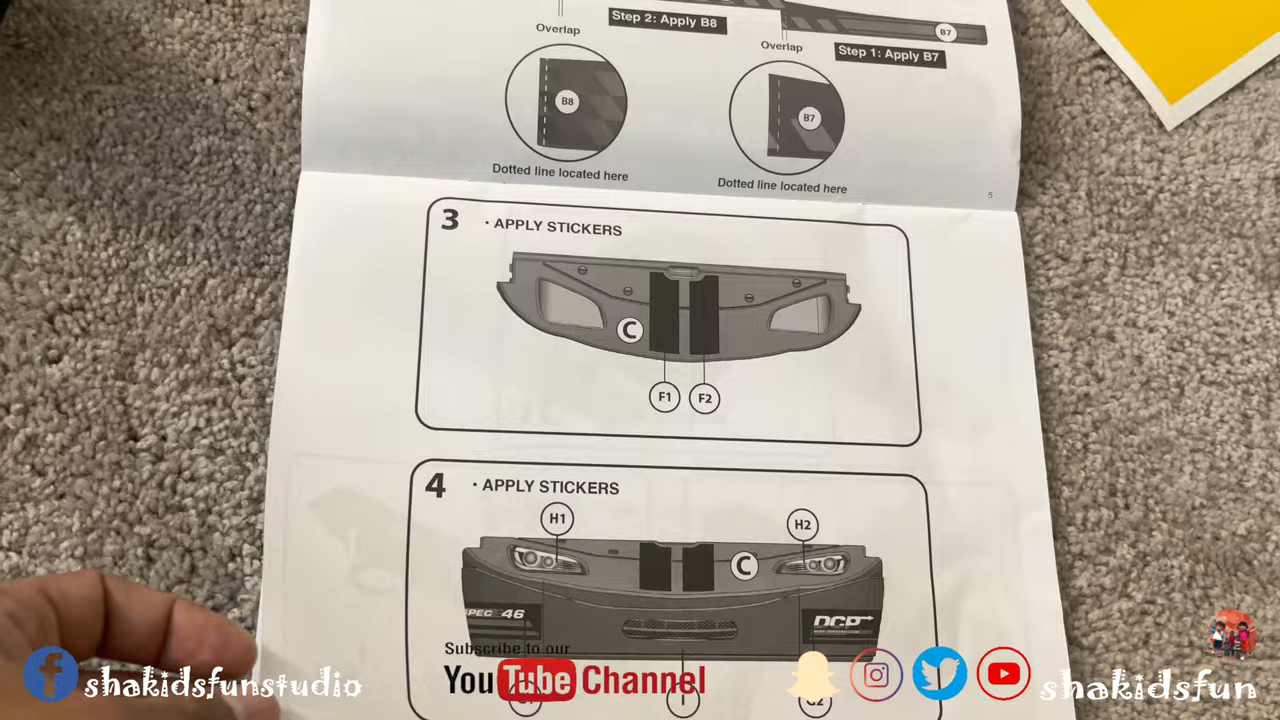 Step 2: Apply B8
B7
Overlap
Overlap
Step 1: Apply B7
B8
B7
Dotted line located here
Dotted line located here
5
3
• APPLY STICKERS
C
F1
F2
4
• APPLY STICKERS
H1
H2
C
SPEC 46
DCP
Subscribe to our
YouTube Channel
I
shakidsfunstudio
shakidsfun